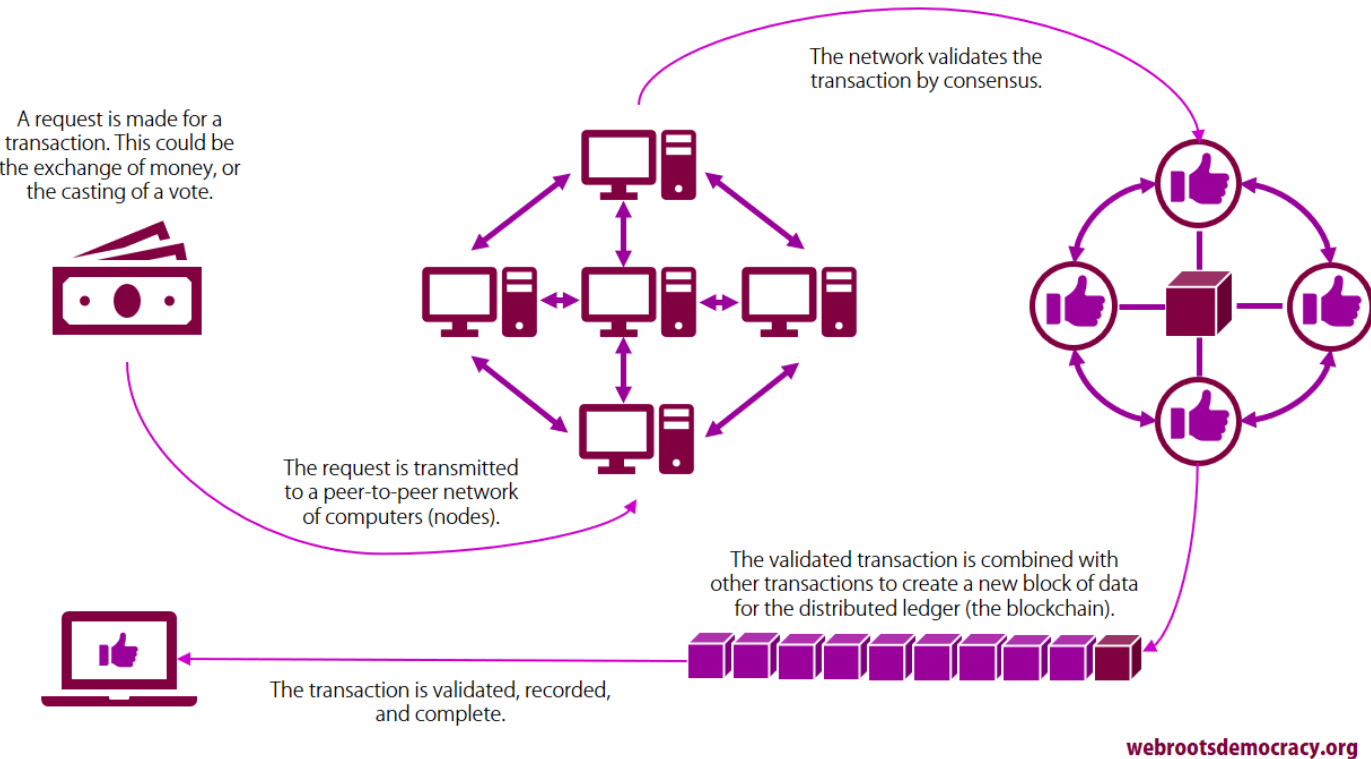 A request is made for a
transaction. This could be
the exchange of money, or
the casting of a vote.
The request is transmitted
to a peer-to-peer network
of computers (nodes).
The network validates the
transaction by consensus.
The validated transaction is combined with
other transactions to create a new block of data
for the distributed ledger (the blockchain).
The transaction is validated, recorded,
and complete.
webrootsdemocracy.org